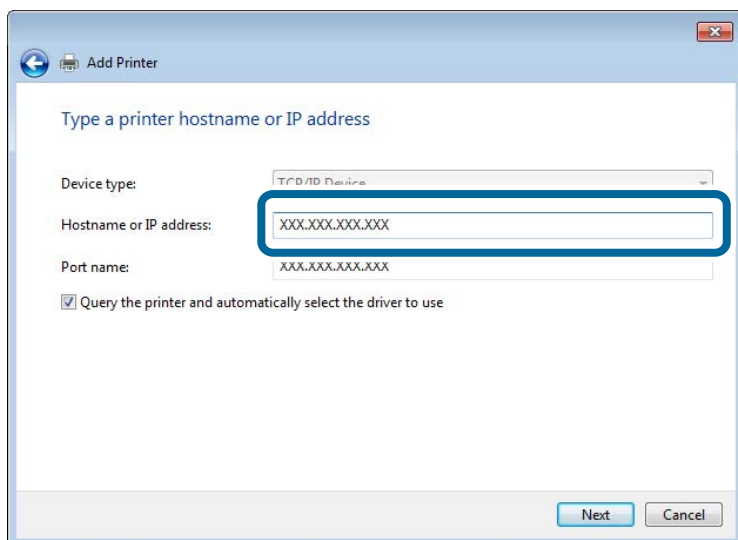 Add Printer
Type a printer hostname or IP address
Device type: TCP/IP Device
Hostname or IP address: XXX.XXX.XXX.XXX
Port name: XXX.XXX.XXX.XXX
Query the printer and automatically select the driver to use
Next Cancel